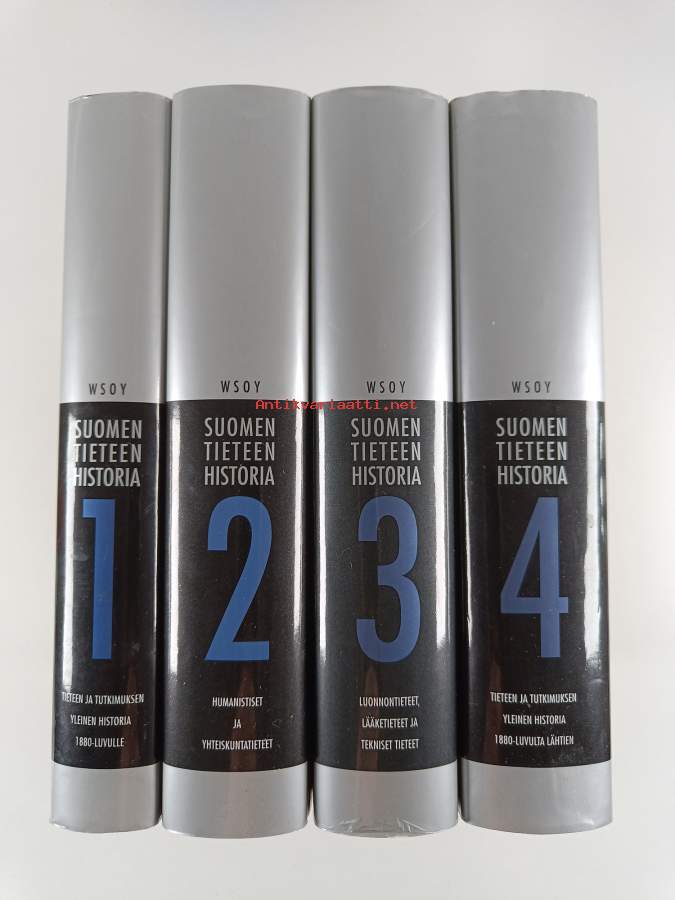 WSOY
SUOMEN
TIETEEN
HISTORIA
1
TIETEEN JA TUTKIMUKSEN
YLEINEN HISTORIA
1880-LUVULLE
WSOY
SUOMEN
TIETEEN
HISTORIA
2
HUMANISTISET
JA
YHTEISKUNTATIETEET
WSOY
SUOMEN
TIETEEN
HISTORIA
3
LUONNONTIETEET,
LÄÄKETIETEET JA
TEKNISET TIETEET
WSOY
SUOMEN
TIETEEN
HISTORIA
4
TIETEEN JA TUTKIMUKSEN
YLEINEN HISTORIA
1880-LUVULTA LÄHTIEN
Antikvariaatti.net